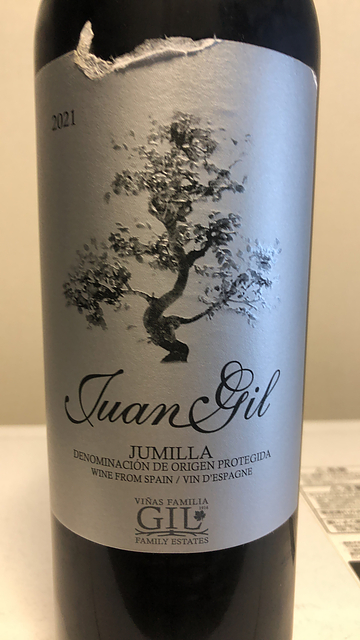 2021
Juan Gil
JUMILLA
DENOMINACIÓN DE ORIGEN PROTEGIDA
WINE FROM SPAIN / VIN D'ESPAGNE
VIÑAS FAMILIA
GIL
FAMILY ESTATES